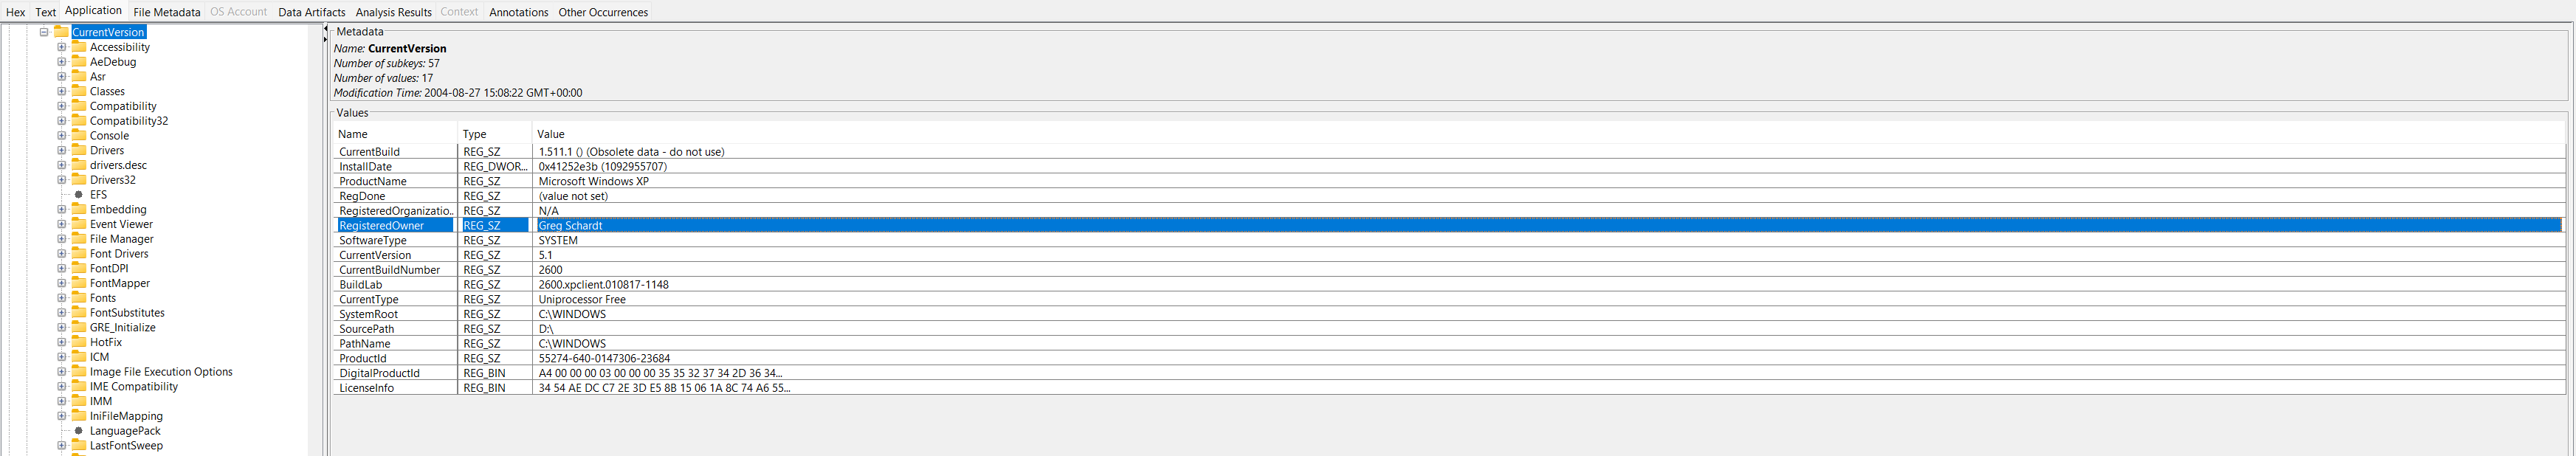 Hex Text Application File Metadata OS Account Data Artifacts Analysis Results Context Annotations Other Occurrences
CurrentVersion
Accessibility
AeDebug
Asr
Classes
Compatibility
Compatibility32
Console
Drivers
drivers.desc
Drivers32
EFS
Embedding
Event Viewer
File Manager
Font Drivers
FontDPI
FontMapper
Fonts
FontSubstitutes
GRE_Initialize
HotFix
ICM
Image File Execution Options
IME Compatibility
IMM
IniFileMapping
LanguagePack
LastFontSweep
Metadata
Name: CurrentVersion
Number of subkeys: 57
Number of values: 17
Modification Time: 2004-08-27 15:08:22 GMT+00:00
Values
Name Type Value
CurrentBuild REG_SZ 1.511.1 () (Obsolete data - do not use)
InstallDate REG_DWOR... 0x41252e3b (1092955707)
ProductName REG_SZ Microsoft Windows XP
RegDone REG_SZ (value not set)
RegisteredOrganizatio.. REG_SZ N/A
RegisteredOwner REG_SZ Greg Schardt
SoftwareType REG_SZ SYSTEM
CurrentVersion REG_SZ 5.1
CurrentBuildNumber REG_SZ 2600
BuildLab REG_SZ 2600.xpclient.010817-1148
CurrentType REG_SZ Uniprocessor Free
SystemRoot REG_SZ C:\WINDOWS
SourcePath REG_SZ D:\
PathName REG_SZ C:\WINDOWS
ProductId REG_SZ 55274-640-0147306-23684
DigitalProductId REG_BIN A4 00 00 00 03 00 00 00 35 35 32 37 34 2D 36 34...
LicenseInfo REG_BIN 34 54 AE DC C7 2E 3D E5 8B 15 06 1A 8C 74 A6 55...